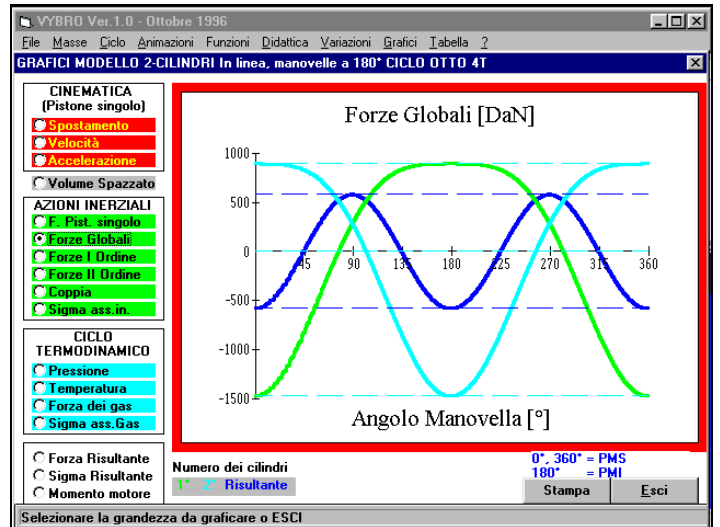 VYBRO Ver.1.0 - Ottobre 1996
File Masse Ciclo Animazioni Funzioni Didattica Variazioni Grafici Tabella ?
GRAFICI MODELLO 2-CILINDRI In linea, manovelle a 180° CICLO OTTO 4T
CINEMATICA
(Pistone singolo)
Spostamento
Velocità
Accelerazione
Volume Spazzato
AZIONI INERZIALI
F. Pist. singolo
Forze Globali
Forze I Ordine
Forze II Ordine
Coppia
Sigma ass.in.
CICLO
TERMODINAMICO
Pressione
Temperatura
Forza dei gas
Sigma ass.Gas
Forza Risultante
Sigma Risultante
Momento motore
Forze Globali [DaN]
1000
500
0
-500
-1000
-1500
45 90 135 180 225 270 315 360
Angolo Manovella [°]
Numero dei cilindri
1° 2° Risultante
0°, 360° = PMS
180° = PMI
Stampa Esci
Selezionare la grandezza da graficare o ESCI